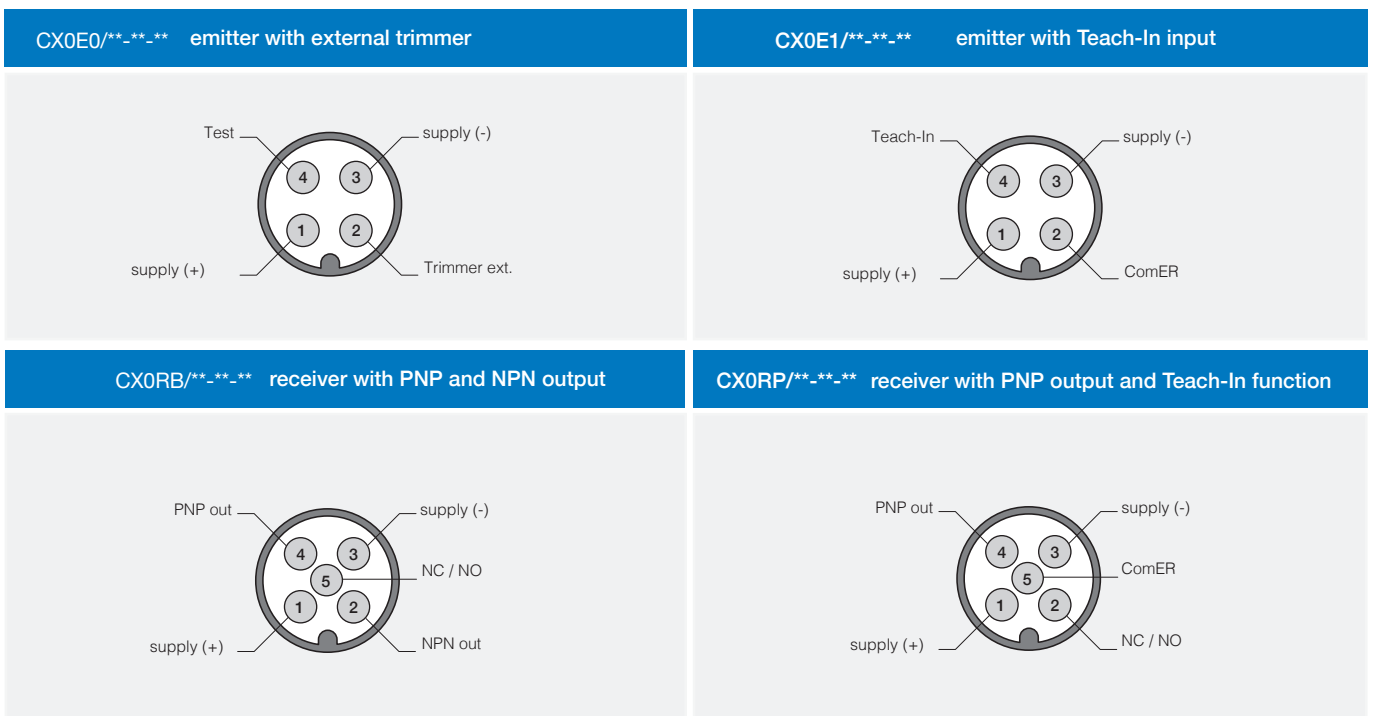 CX0E0/**-**-** emitter with external trimmer
Test
supply (-)
4
3
1
2
supply (+)
Trimmer ext.
CX0E1/**-**-** emitter with Teach-In input
Teach-In
supply (-)
4
3
1
2
supply (+)
ComER
CX0RB/**-**-** receiver with PNP and NPN output
PNP out
supply (-)
4
3
5
NC / NO
1
2
supply (+)
NPN out
CX0RP/**-**-** receiver with PNP output and Teach-In function
PNP out
supply (-)
4
3
5
ComER
1
2
supply (+)
NC / NO